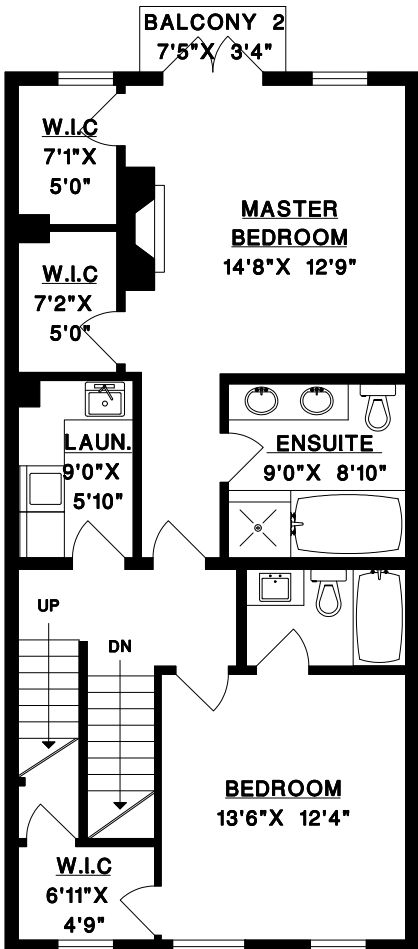 BALCONY 2
7'5"X 3'4"
W.I.C
7'1"X
5'0"
MASTER
BEDROOM
14'8"X 12'9"
W.I.C
7'2"X
5'0"
LAUN.
9'0"X
5'10"
ENSUITE
9'0"X 8'10"
UP
DN
BEDROOM
13'6"X 12'4"
W.I.C
6'11"X
4'9"